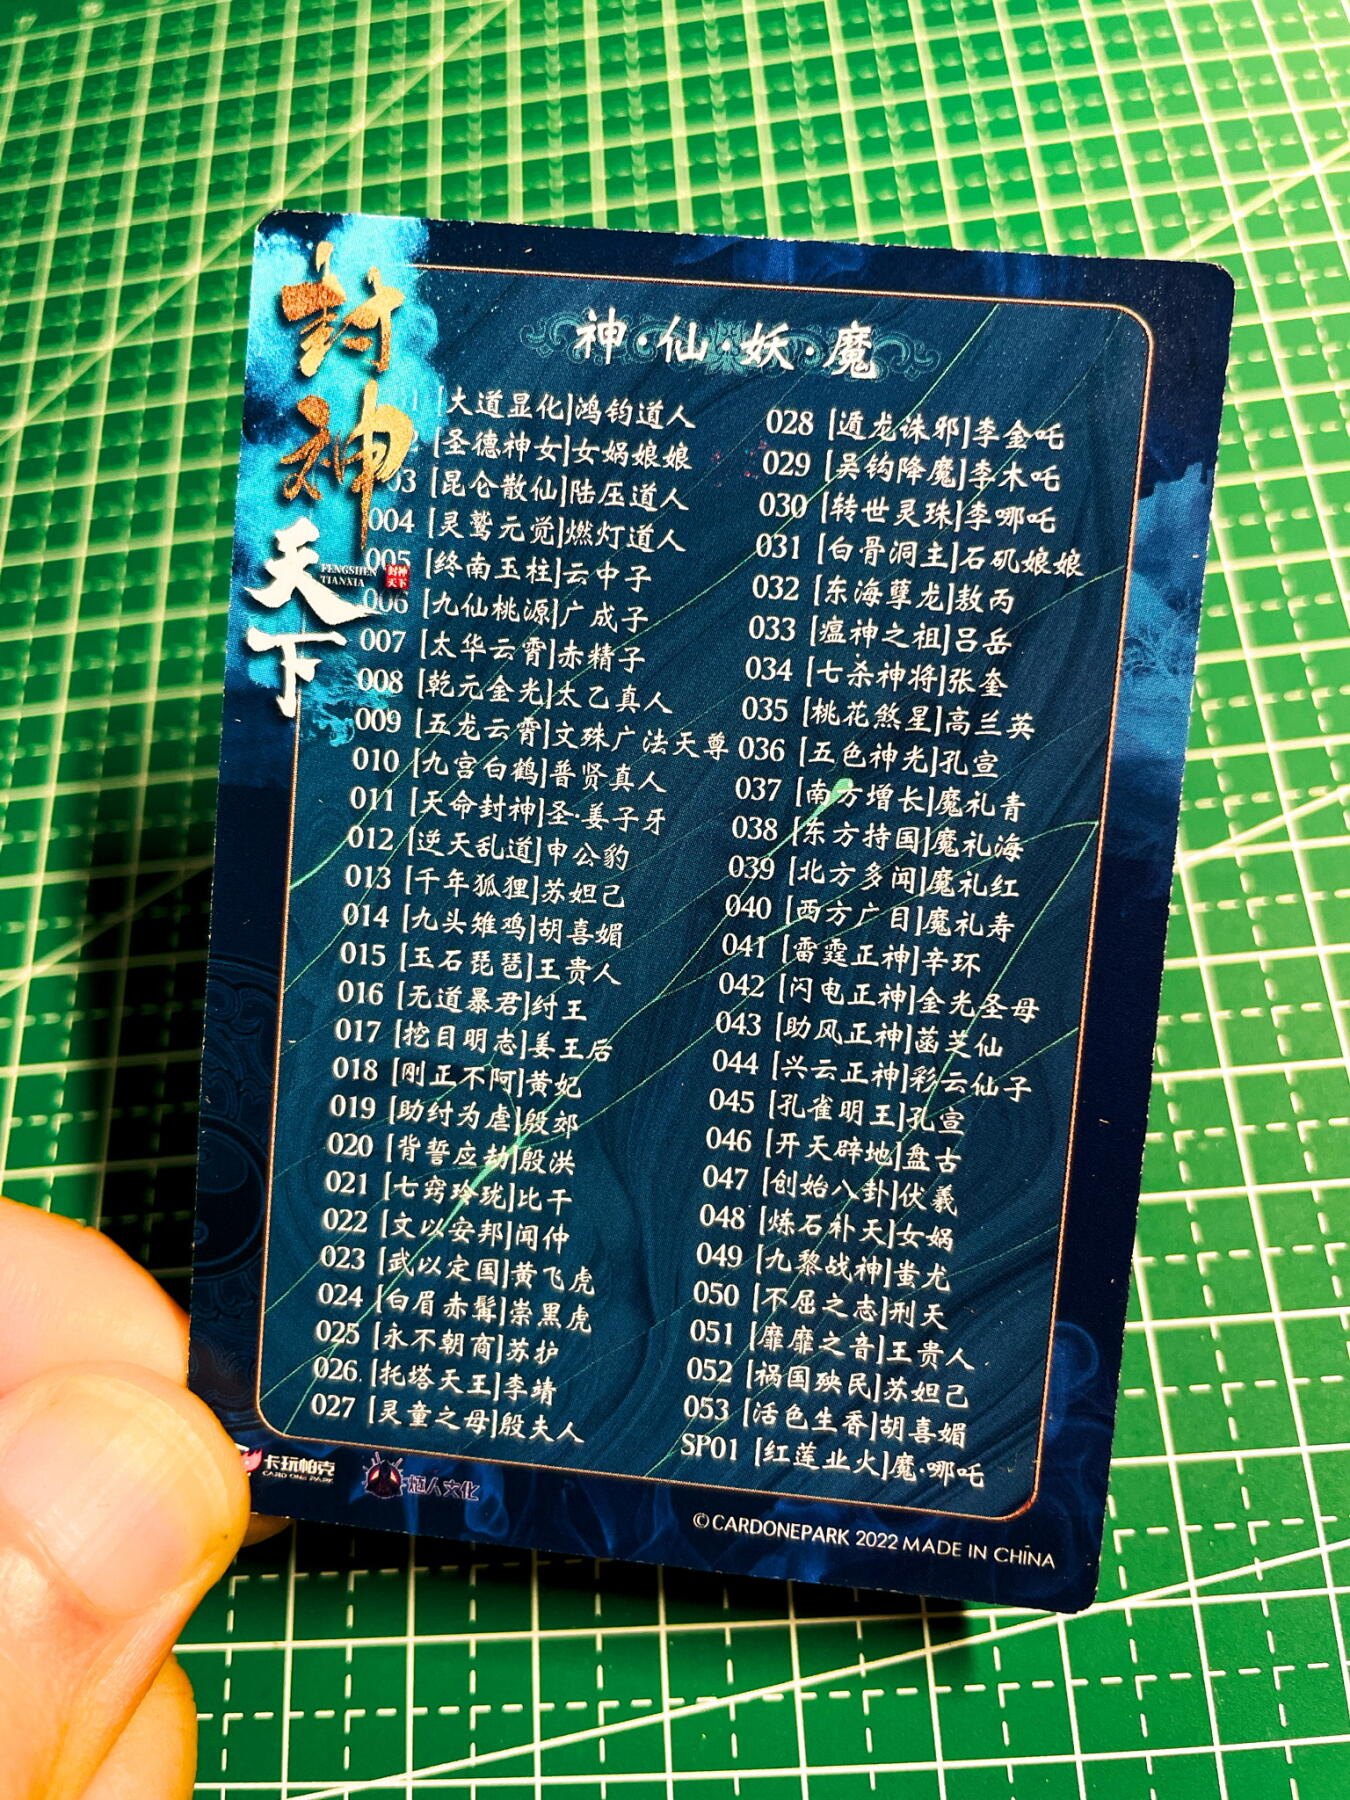 封神
天下
FENGSHEN
TIANXIA
封神
天下
神·仙·妖·魔
01 [大道显化]鸿钧道人
2 [圣德神女]女娲娘娘
03 [昆仑散仙]陆压道人
004 [灵鹫元觉]燃灯道人
005 [终南玉柱]云中子
006 [九仙桃源]广成子
007 [太华云霄]赤精子
008 [乾元金光]太乙真人
009 [五龙云霄]文殊广法天尊
010 [九宫白鹤]普贤真人
011 [天命封神]圣·姜子牙
012 [逆天乱道]申公豹
013 [千年狐狸]苏妲己
014 [九头雉鸡]胡喜媚
015 [玉石琵琶]王贵人
016 [无道暴君]纣王
017 [挖目明志]姜王后
018 [刚正不阿]黄妃
019 [助纣为虐]殷郊
020 [背誓应劫]殷洪
021 [七窍玲珑]比干
022 [文以安邦]闻仲
023 [武以定国]黄飞虎
024 [白眉赤髯]崇黑虎
025 [永不朝商]苏护
026 [托塔天王]李靖
027 [灵童之母]殷夫人
028 [遁龙诛邪]李金吒
029 [吴钩降魔]李木吒
030 [转世灵珠]李哪吒
031 [白骨洞主]石矶娘娘
032 [东海孽龙]敖丙
033 [瘟神之祖]吕岳
034 [七杀神将]张奎
035 [桃花煞星]高兰英
036 [五色神光]孔宣
037 [南方增长]魔礼青
038 [东方持国]魔礼海
039 [北方多闻]魔礼红
040 [西方广目]魔礼寿
041 [雷霆正神]辛环
042 [闪电正神]金光圣母
043 [助风正神]菡芝仙
044 [兴云正神]彩云仙子
045 [孔雀明王]孔宣
046 [开天辟地]盘古
047 [创始八卦]伏羲
048 [炼石补天]女娲
049 [九黎战神]蚩尤
050 [不屈之志]刑天
051 [靡靡之音]王贵人
052 [祸国殃民]苏妲己
053 [活色生香]胡喜媚
SP01 [红莲业火]魔·哪吒
卡玩帕克
CARD ONE PARK
人文化
©CARDONEPARK 2022 MADE IN CHINA